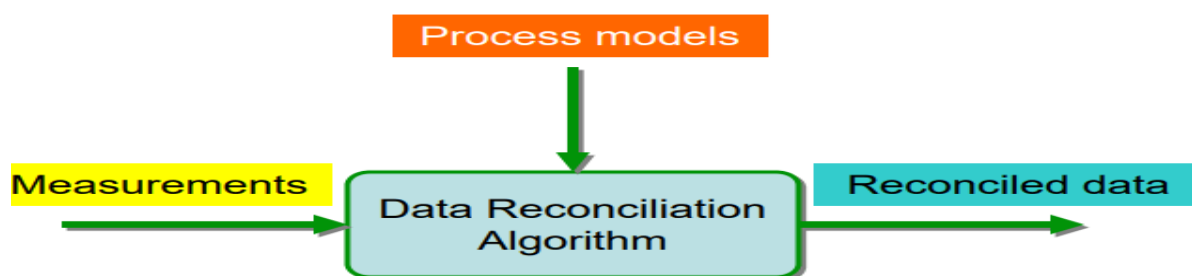 Process models
Measurements
Reconciled data
Data Reconciliation
Algorithm